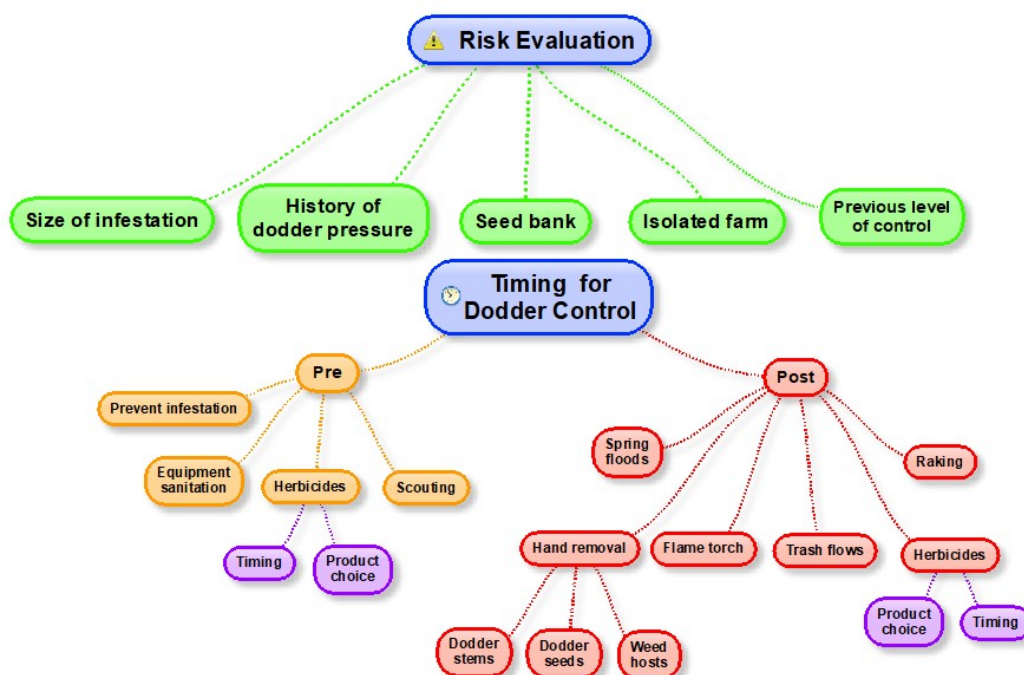 Risk Evaluation
Size of infestation
History of
dodder pressure
Seed bank
Isolated farm
Previous level
of control
Timing for
Dodder Control
Pre
Post
Prevent infestation
Equipment
sanitation
Herbicides
Scouting
Timing
Product
choice
Spring
floods
Raking
Hand removal
Flame torch
Trash flows
Herbicides
Dodder
stems
Dodder
seeds
Weed
hosts
Product
choice
Timing